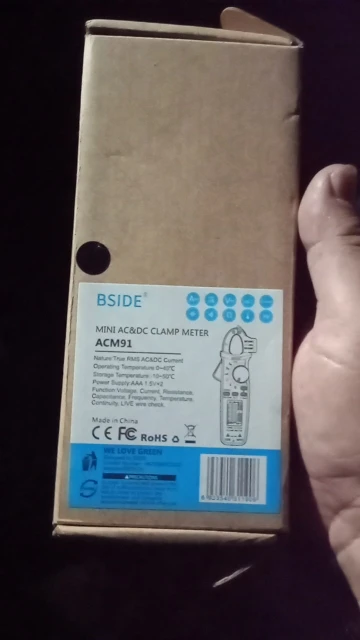 BSIDE®
MINI AC&DC CLAMP METER
ACM91
Nature:True RMS AC&DC Current
Operating Temperature:0~40℃
Storage Temperature:-10~50℃
Power Supply:AAA 1.5V×2
Function:Voltage, Current, Resistance,
Capacitance, Frequency, Temperature,
Continuity, LIVE wire check.
Made in China
CE FC RoHS
WE LOVE GREEN